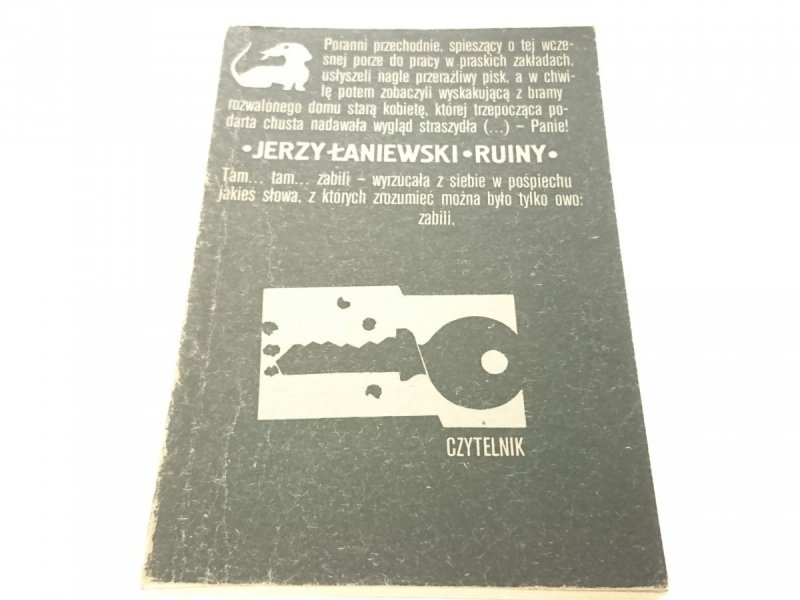 Poranni przechodnie, spieszący o tej wcze-
snej porze do pracy w praskich zakładach,
usłyszeli nagle przeraźliwy pisk, a w chwi-
lę potem zobaczyli wyskakującą z bramy
rozwalonego domu starą kobietę, której trzepocząca po-
darta chusta nadawała wygląd straszydła (...) – Panie!
•JERZY•ŁANIEWSKI•RUINY•
Tam... tam... zabili – wyrzucała z siebie w pośpiechu
jakieś słowa, z których zrozumieć można było tylko owo:
zabili.
CZYTELNIK